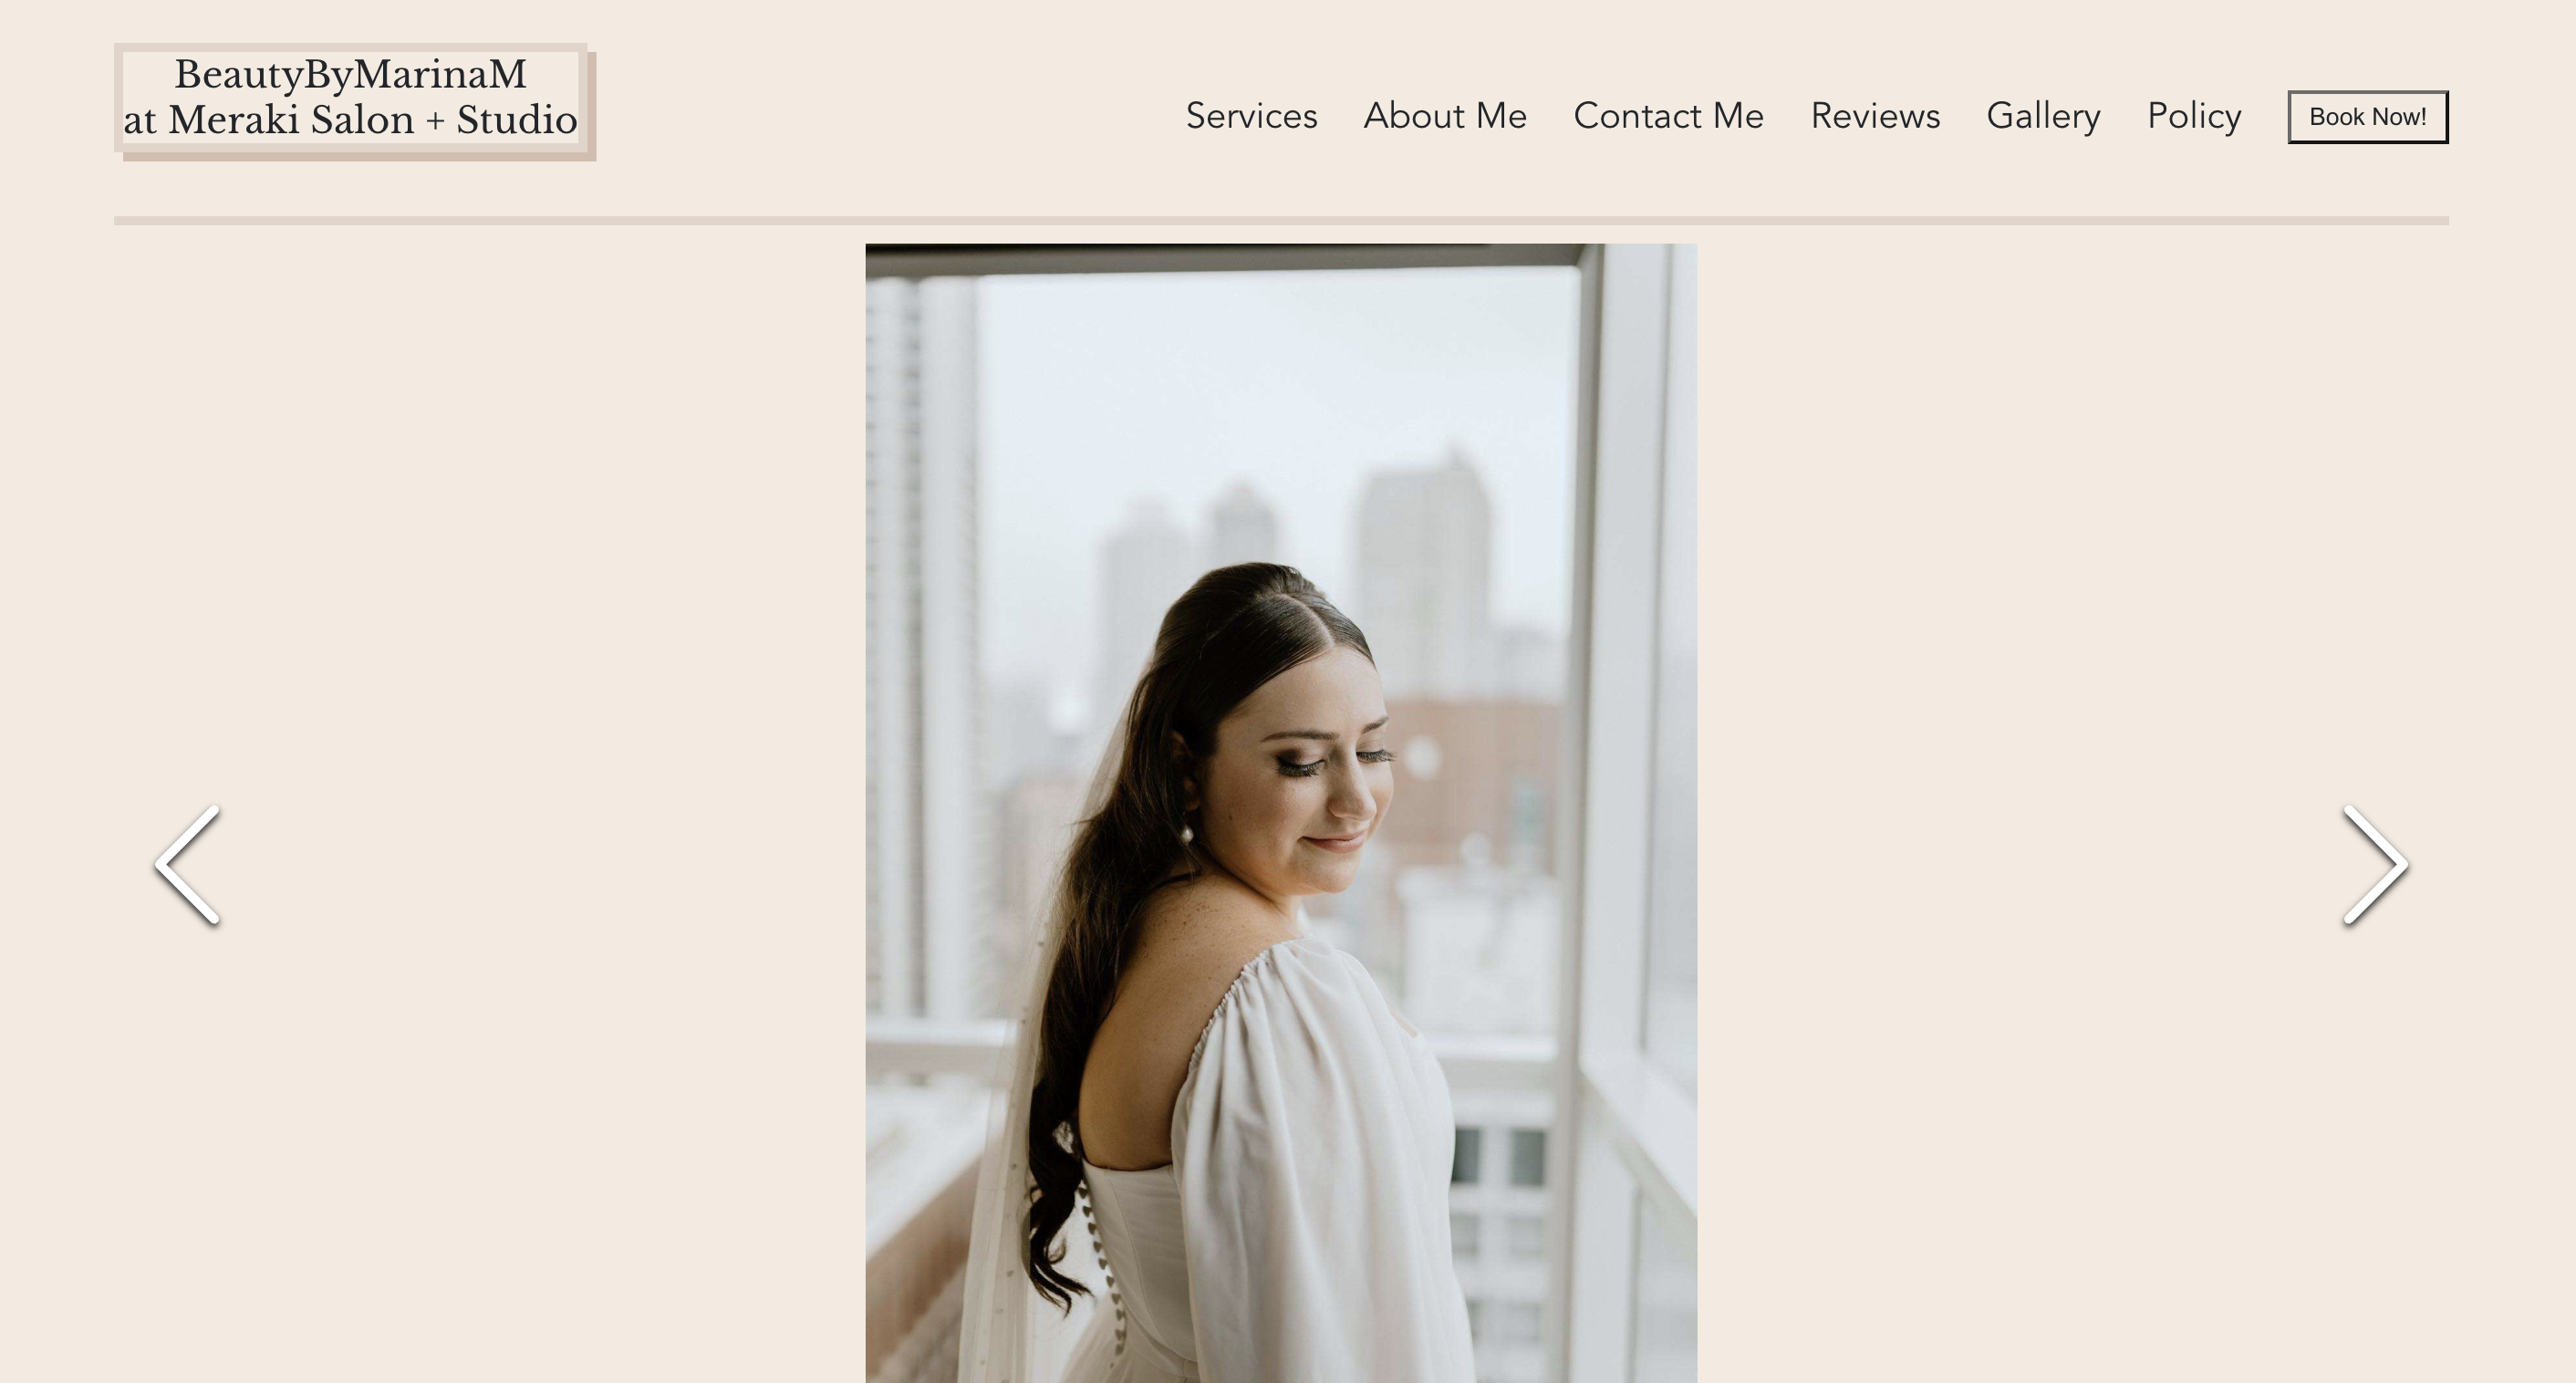 BeautyByMarinaM
at Meraki Salon + Studio
Services About Me Contact Me Reviews Gallery Policy Book Now!